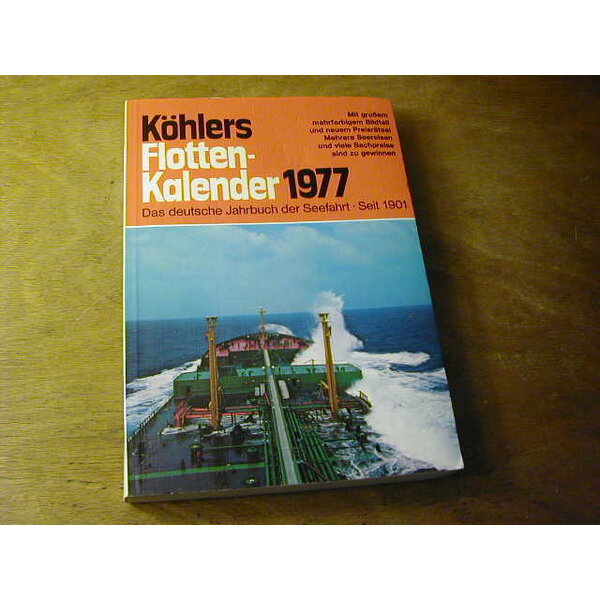 Köhlers
Flotten-
Kalender 1977
Mit großem
mehrfarbigem Bildteil
und neuem Preisrätsel
Mehrere Seereisen
und viele Sachpreise
sind zu gewinnen
Das deutsche Jahrbuch der Seefahrt · Seit 1901